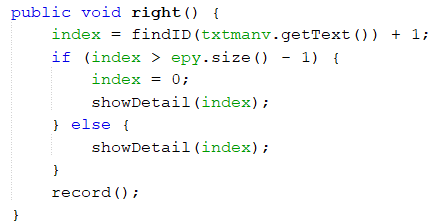 public void right() {
    index = findID(txtmanv.getText()) + 1;
    if (index > epy.size() - 1) {
        index = 0;
        showDetail(index);
    } else {
        showDetail(index);
    }
    record();
}